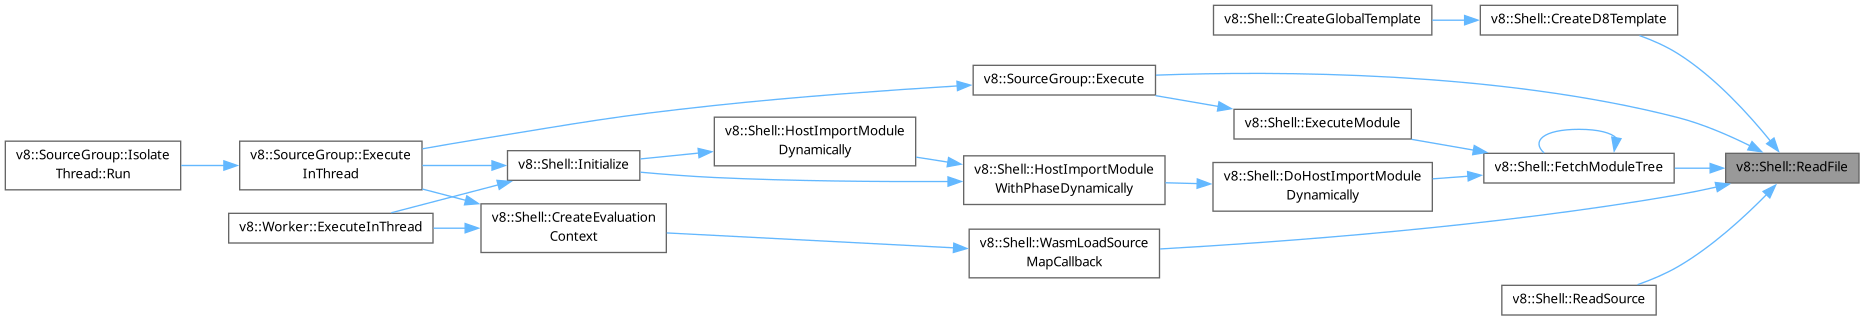 v8::Shell::CreateGlobalTemplate
v8::Shell::CreateD8Template
v8::SourceGroup::Execute
v8::Shell::ExecuteModule
v8::Shell::HostImportModule
Dynamically
v8::SourceGroup::Isolate
Thread::Run
v8::SourceGroup::Execute
InThread
v8::Shell::Initialize
v8::Shell::HostImportModule
WithPhaseDynamically
v8::Shell::DoHostImportModule
Dynamically
v8::Shell::FetchModuleTree
v8::Shell::ReadFile
v8::Worker::ExecuteInThread
v8::Shell::CreateEvaluation
Context
v8::Shell::WasmLoadSource
MapCallback
v8::Shell::ReadSource